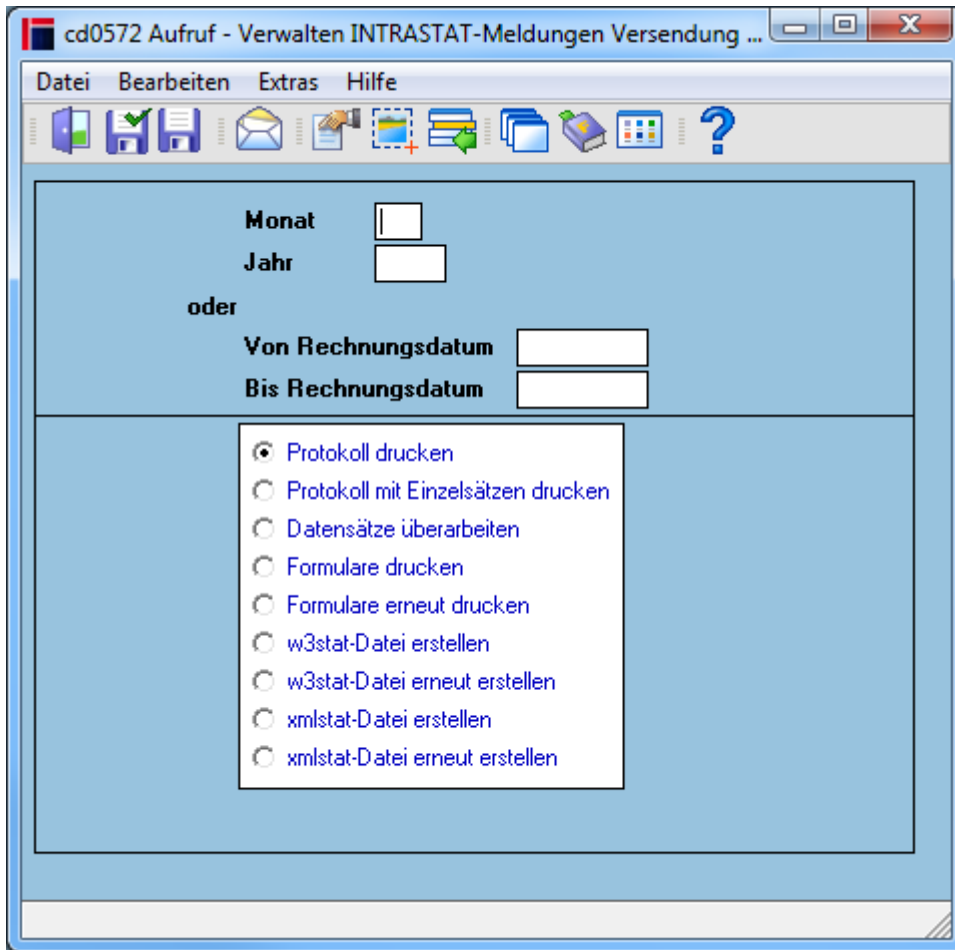 cd0572 Aufruf - Verwalten INTRASTAT-Meldungen Versendung ...
Datei Bearbeiten Extras Hilfe
Monat
Jahr
oder
Von Rechnungsdatum
Bis Rechnungsdatum
Protokoll drucken
Protokoll mit Einzelsätzen drucken
Datensätze überarbeiten
Formulare drucken
Formulare erneut drucken
w3stat-Datei erstellen
w3stat-Datei erneut erstellen
xmlstat-Datei erstellen
xmlstat-Datei erneut erstellen